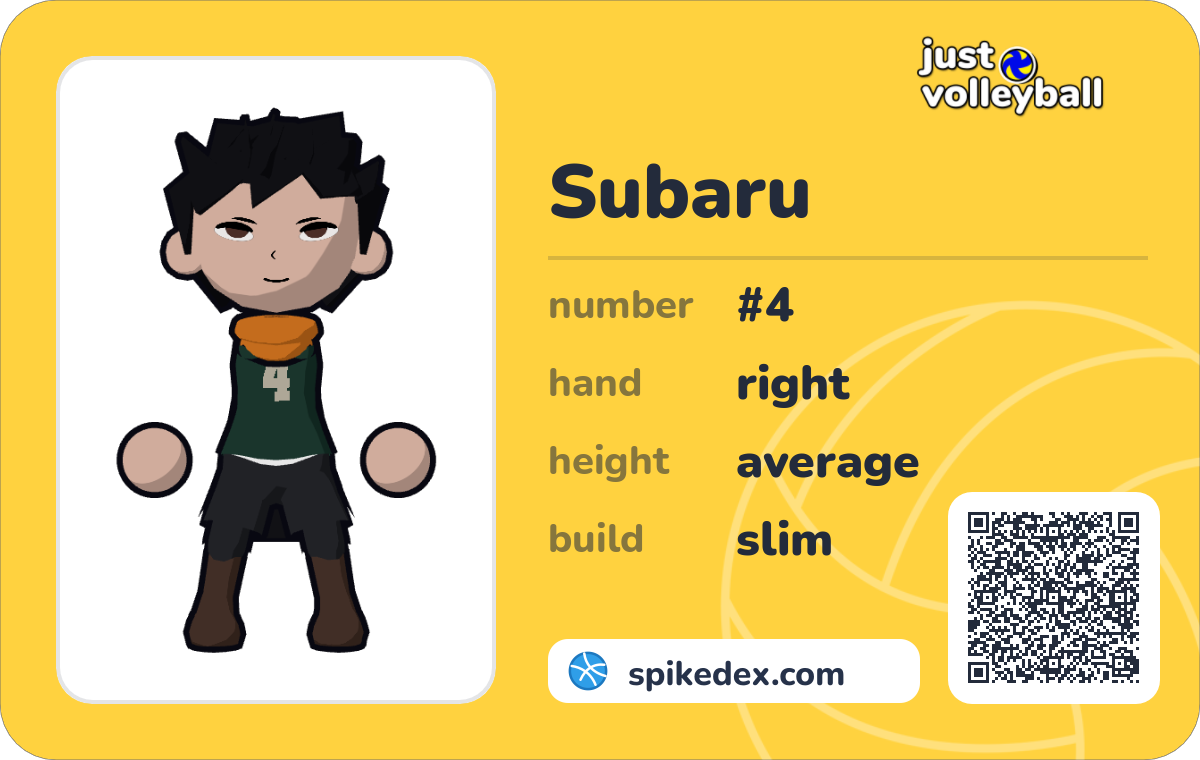 just
volleyball
Subaru
number #4
hand right
height average
build slim
4
spikedex.com